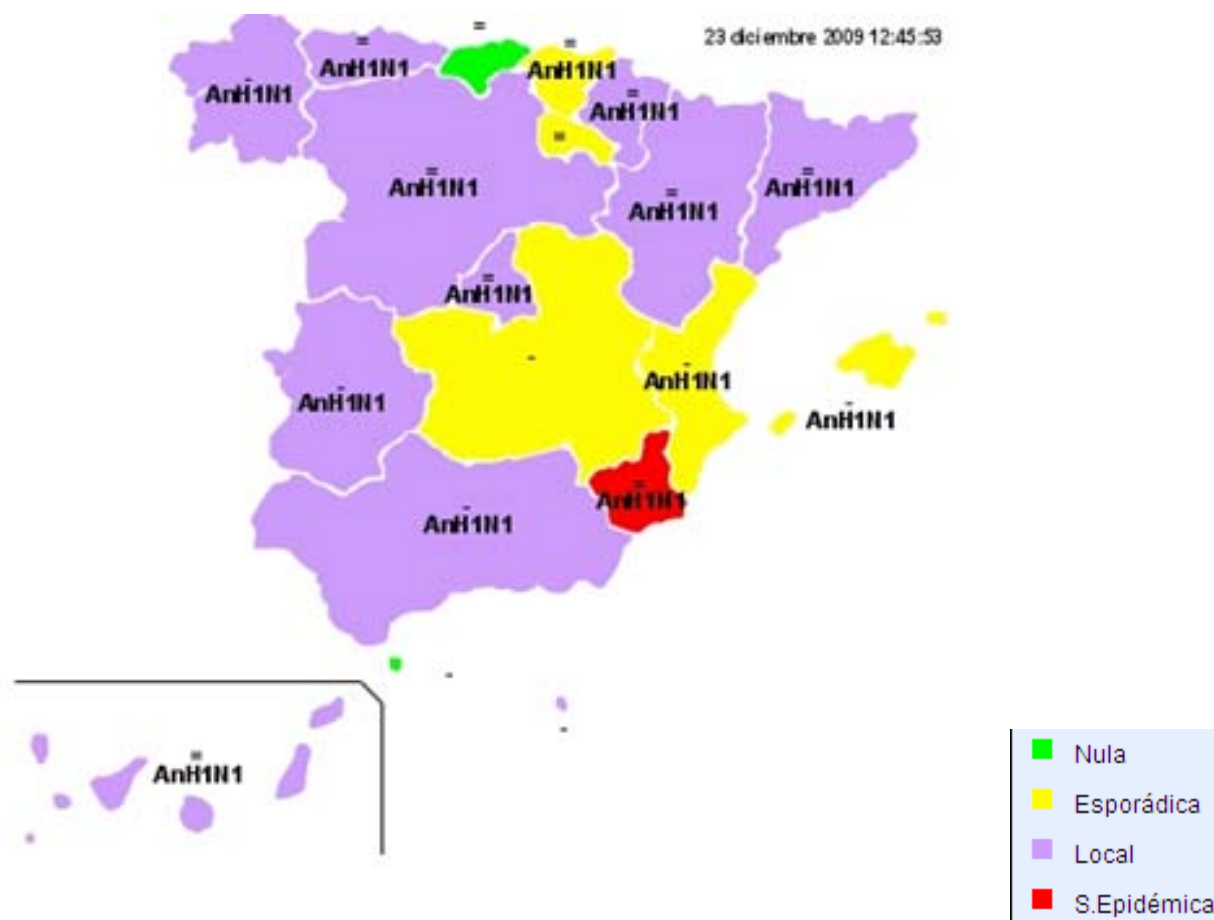 23 diciembre 2009 12:45:53
=
=
AnH1N1
=
AnH1N1
-
AnH1N1
=
AnH1N1
=
=
AnH1N1
=
AnH1N1
=
AnH1N1
=
AnH1N1
-
-
AnH1N1
-
AnH1N1
-
AnH1N1
=
AnH1N1
-
AnH1N1
-
-
=
AnH1N1
Nula
Esporádica
Local
S.Epidémica